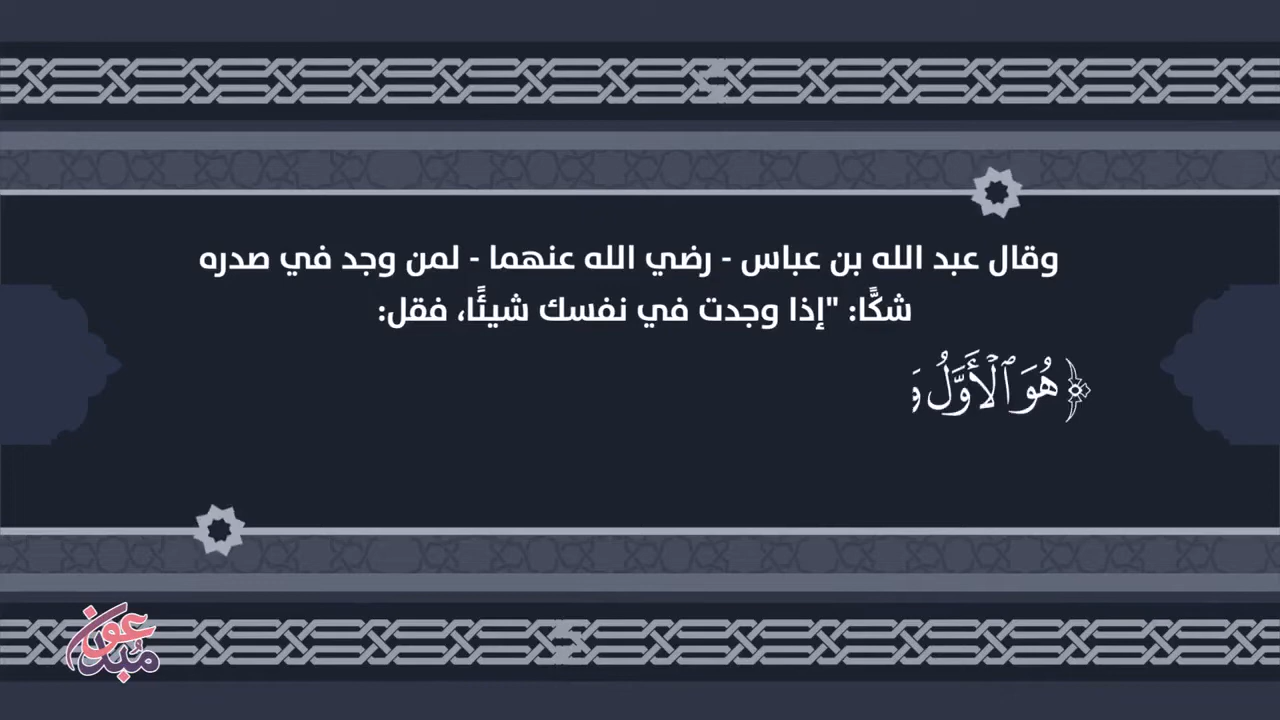 وقال عبد الله بن عباس - رضي الله عنهما - لمن وجد في صدره
شكًّا: "إذا وجدت في نفسك شيئًا، فقل:
﴿هُوَ ٱلْأَوَّلُ وَ
مبدعون